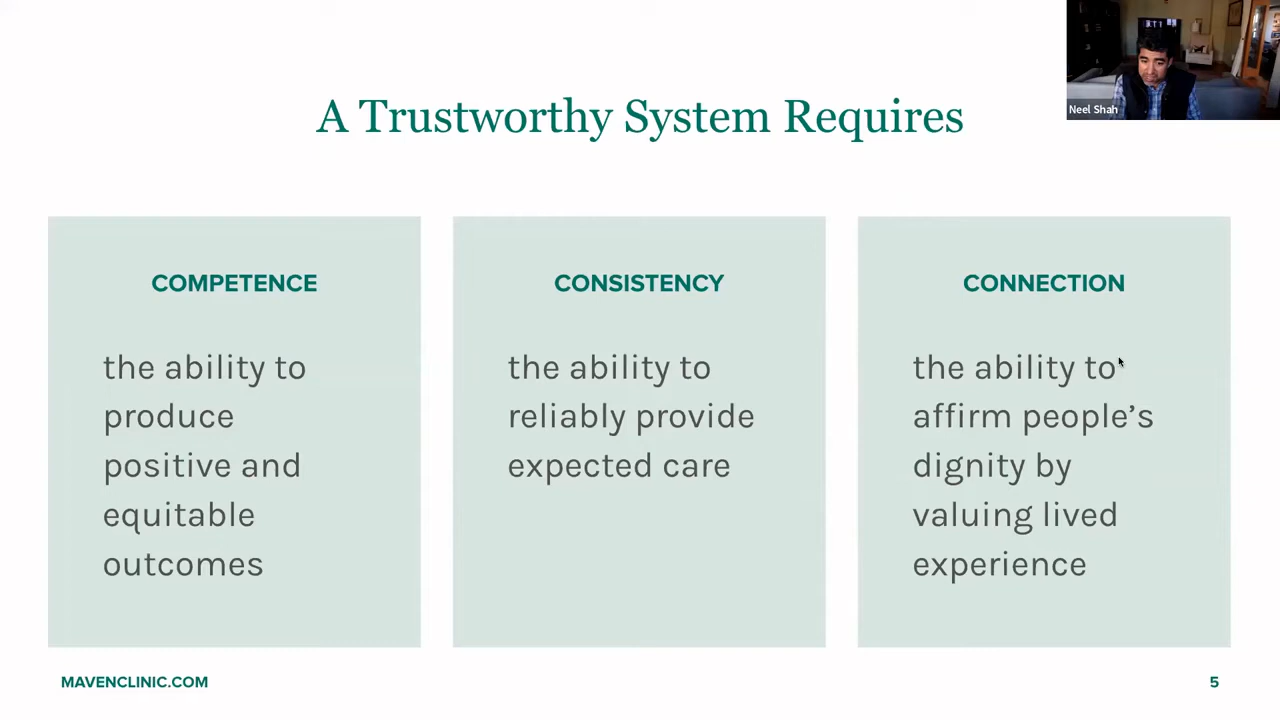 A Trustworthy System Requires
Neel Shah
COMPETENCE
the ability to
produce
positive and
equitable
outcomes
CONSISTENCY
the ability to
reliably provide
expected care
CONNECTION
the ability to
affirm people’s
dignity by
valuing lived
experience
MAVENCLINIC.COM
5